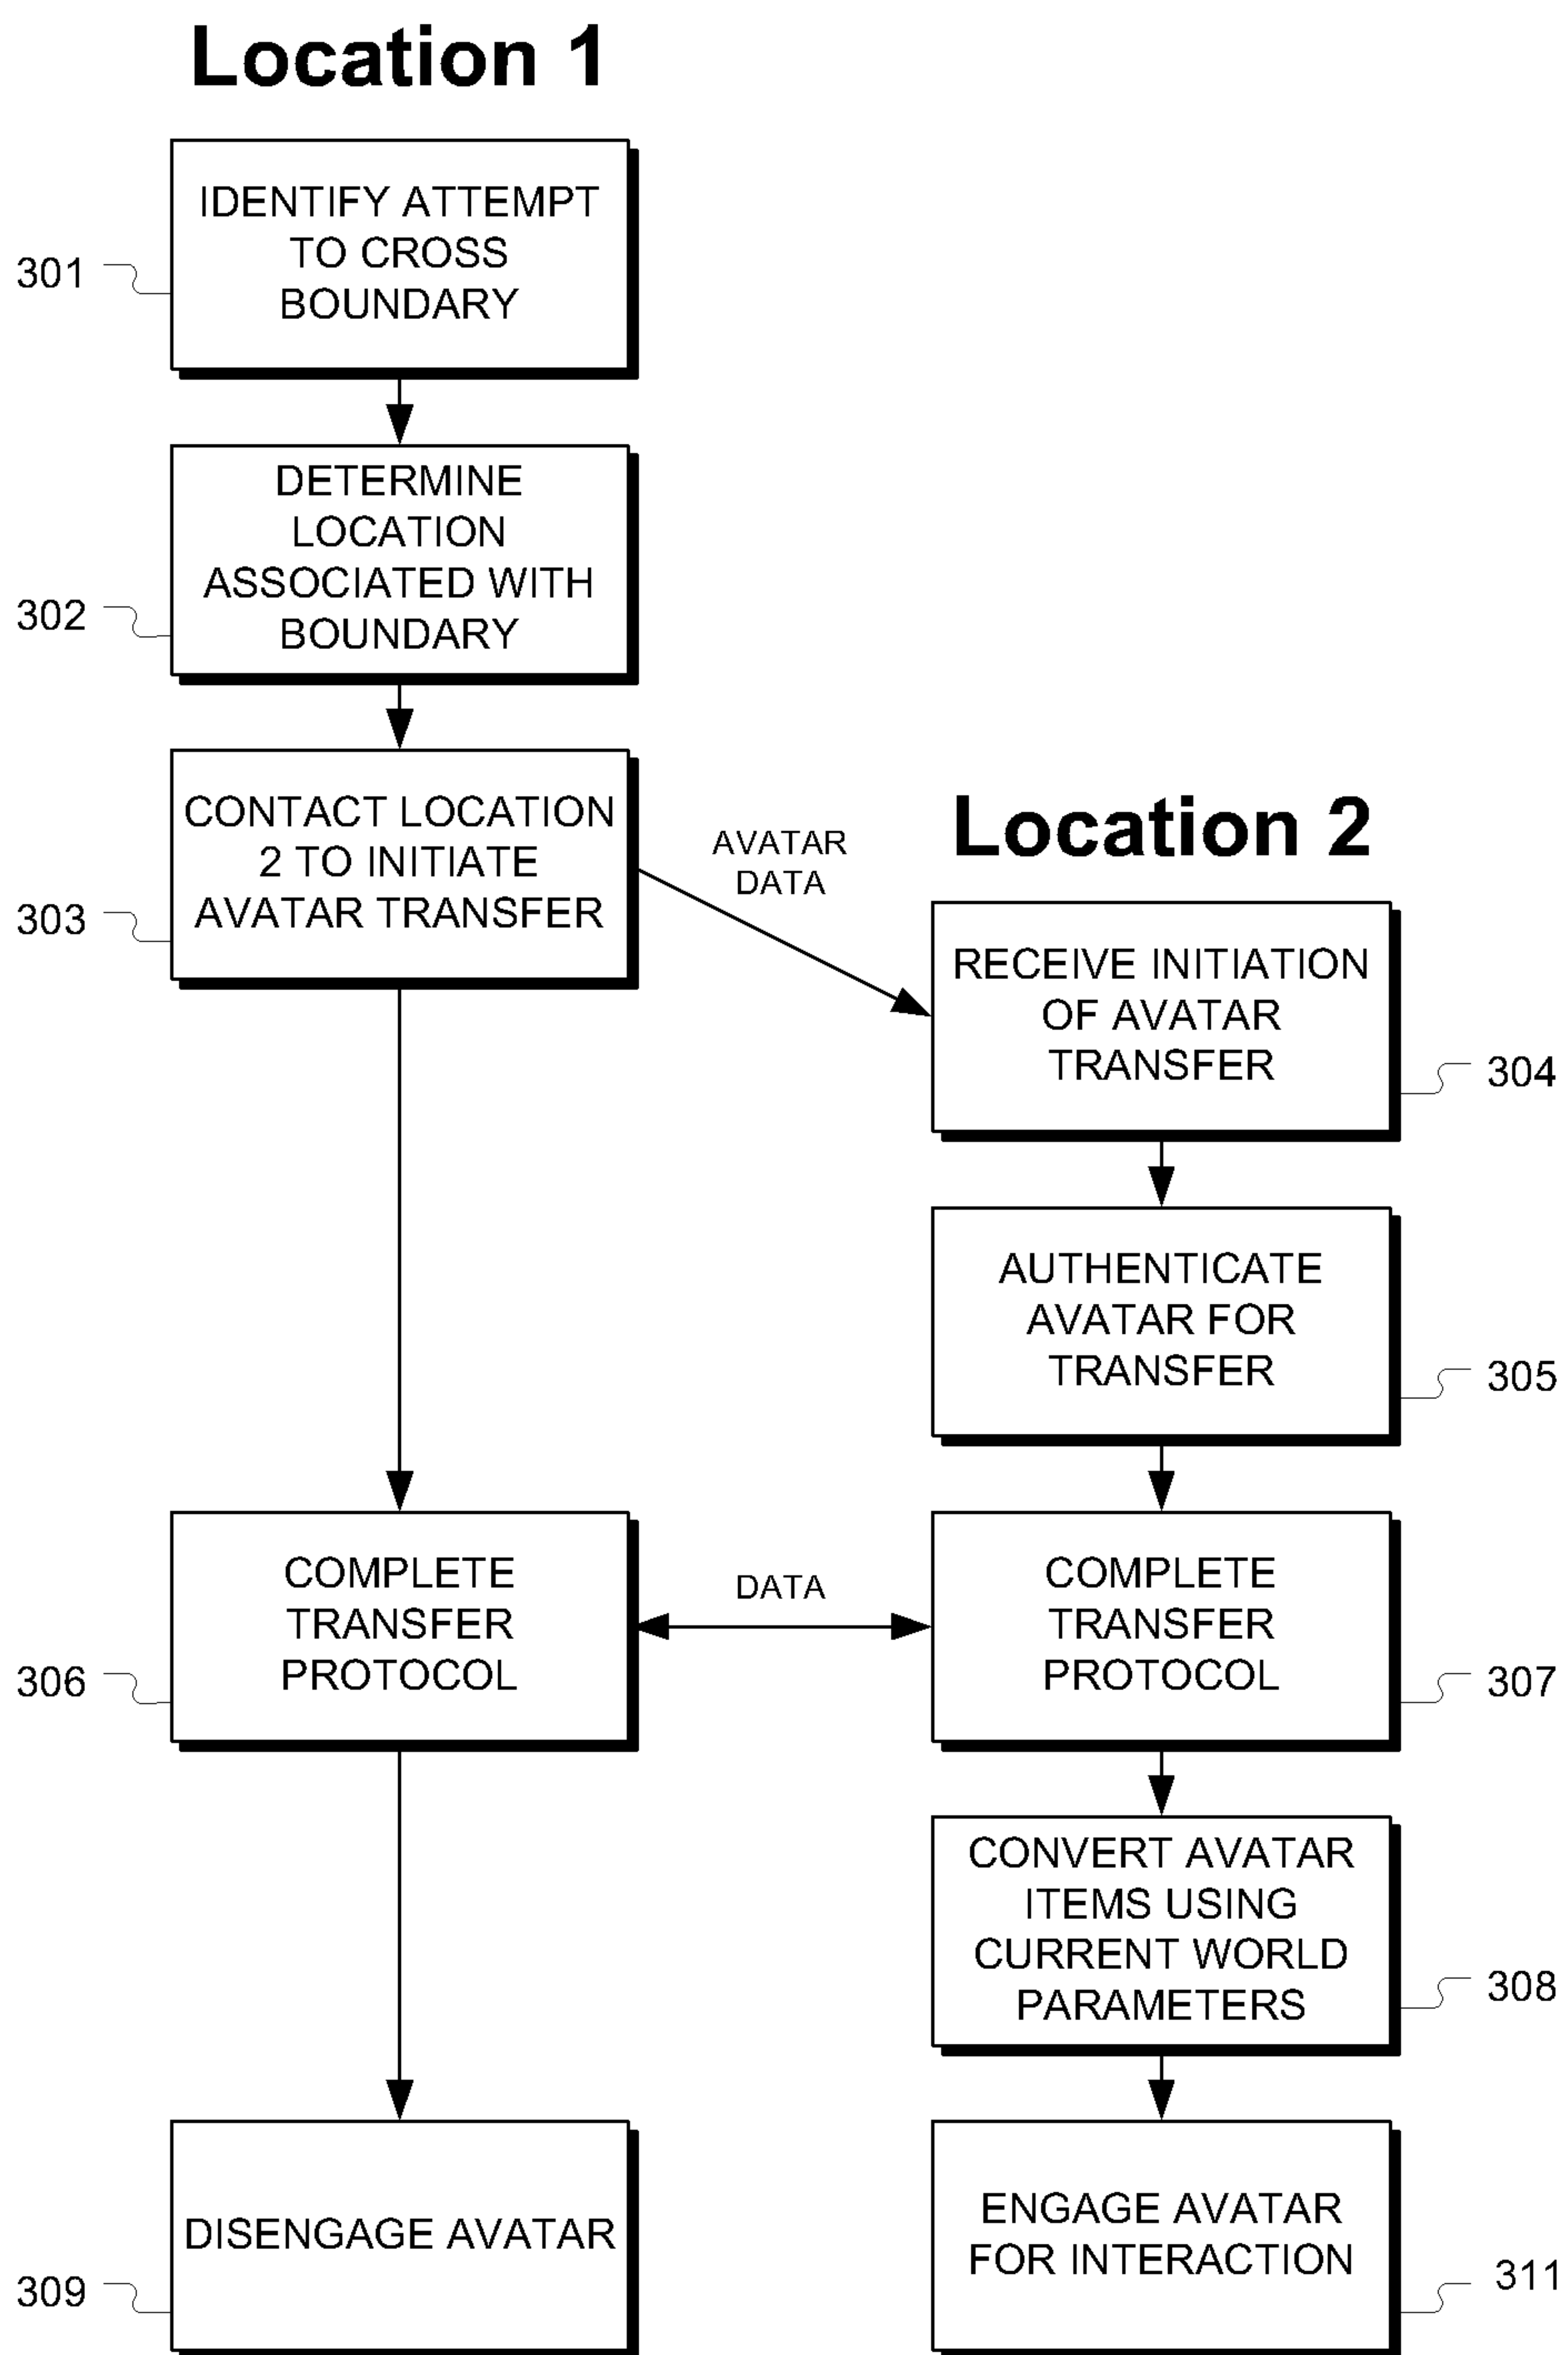 Location 1
IDENTIFY ATTEMPT
TO CROSS
BOUNDARY
301
DETERMINE
LOCATION
ASSOCIATED WITH
BOUNDARY
302
CONTACT LOCATION
2 TO INITIATE
AVATAR TRANSFER
303
AVATAR
DATA
Location 2
RECEIVE INITIATION
OF AVATAR
TRANSFER
304
AUTHENTICATE
AVATAR FOR
TRANSFER
305
COMPLETE
TRANSFER
PROTOCOL
306
DATA
COMPLETE
TRANSFER
PROTOCOL
307
CONVERT AVATAR
ITEMS USING
CURRENT WORLD
PARAMETERS
308
DISENGAGE AVATAR
309
ENGAGE AVATAR
FOR INTERACTION
311